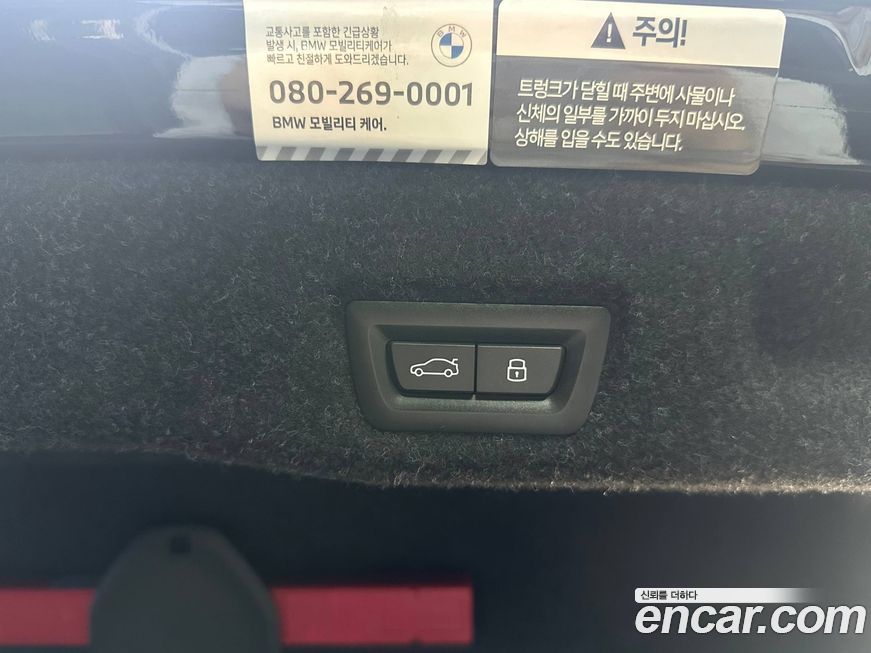 교통사고를 포함한 긴급상황
발생 시, BMW 모빌리티케어가
빠르고 친절하게 도와드리겠습니다.
BMW
080-269-0001
BMW 모빌리티 케어.
주의!
트렁크가 닫힐 때 주변에 사물이나
신체의 일부를 가까이 두지 마십시오.
상해를 입을 수도 있습니다.
신뢰를 더하다
encar.com